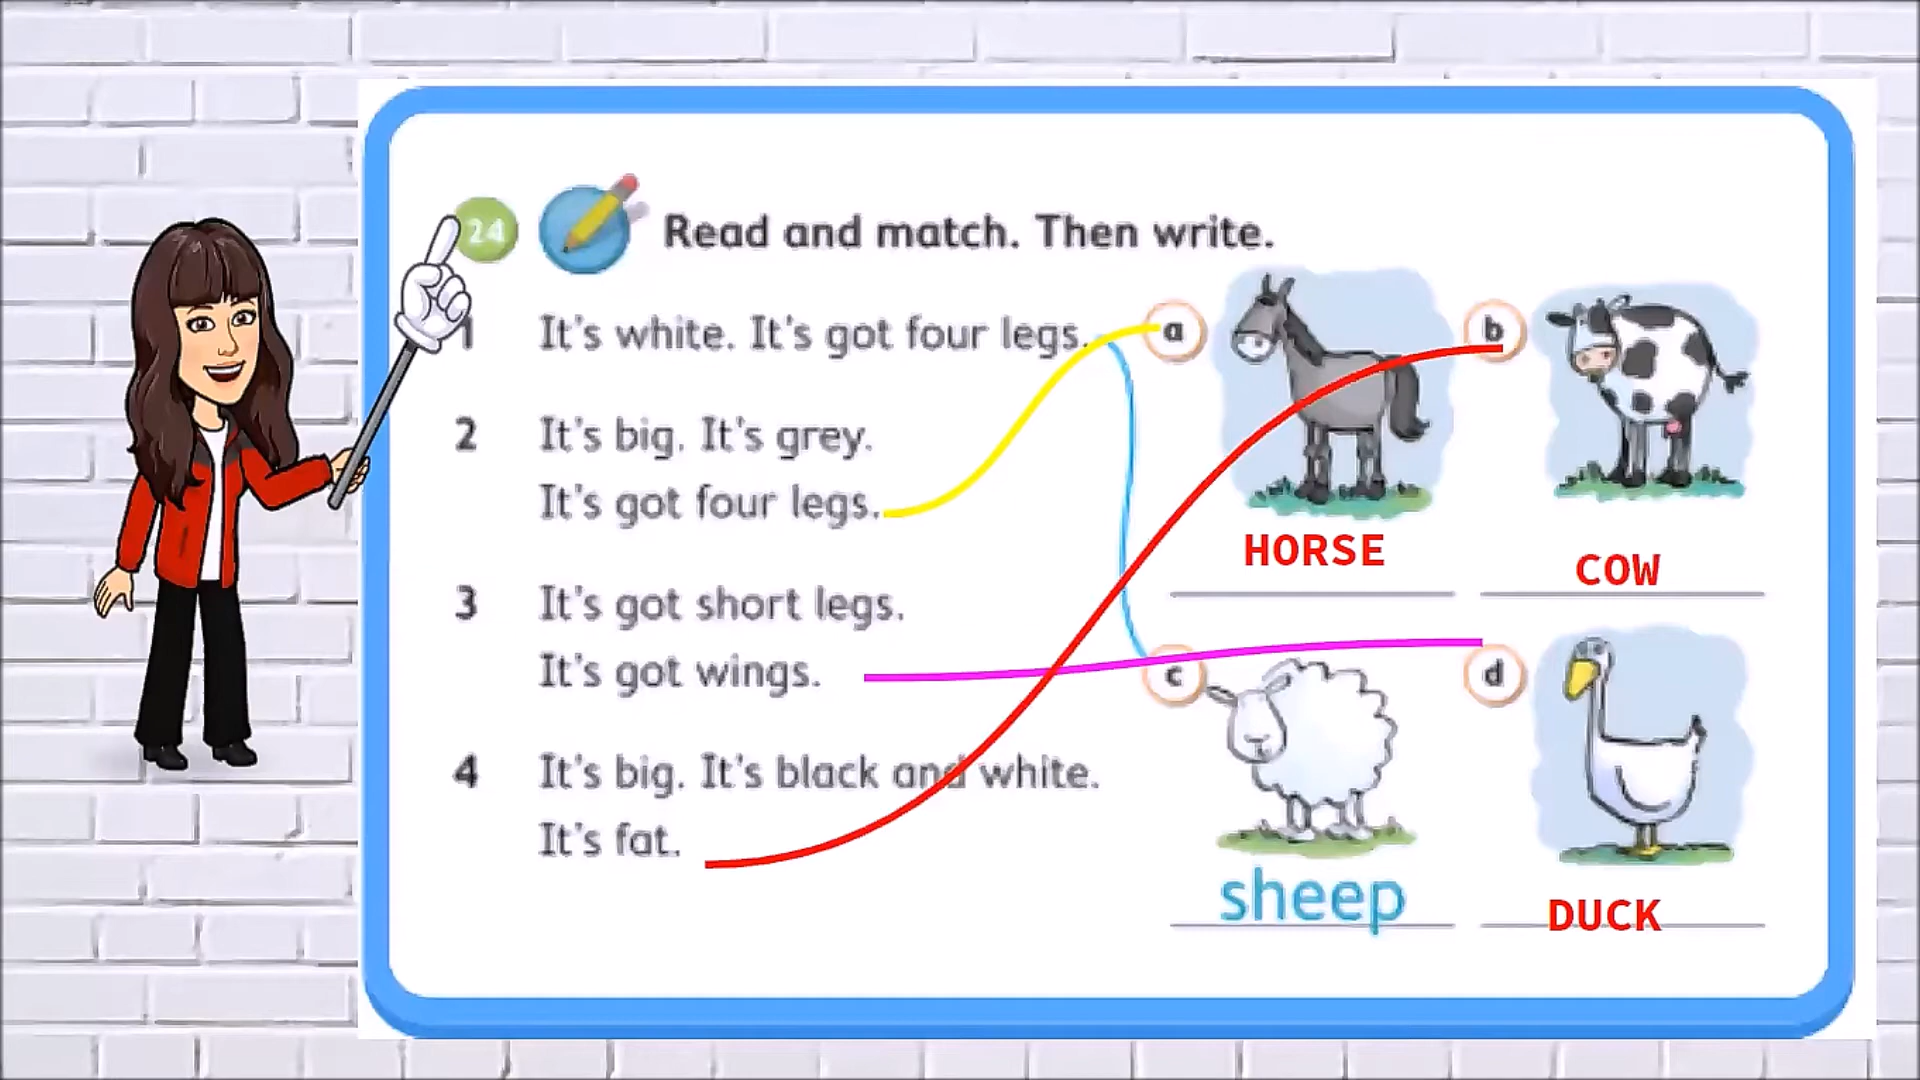 24 Read and match. Then write.
1 It's white. It's got four legs.
2 It's big. It's grey.
It's got four legs.
3 It's got short legs.
It's got wings.
4 It's big. It's black and white.
It's fat.
a
b
HORSE
COW
c
d
sheep
DUCK